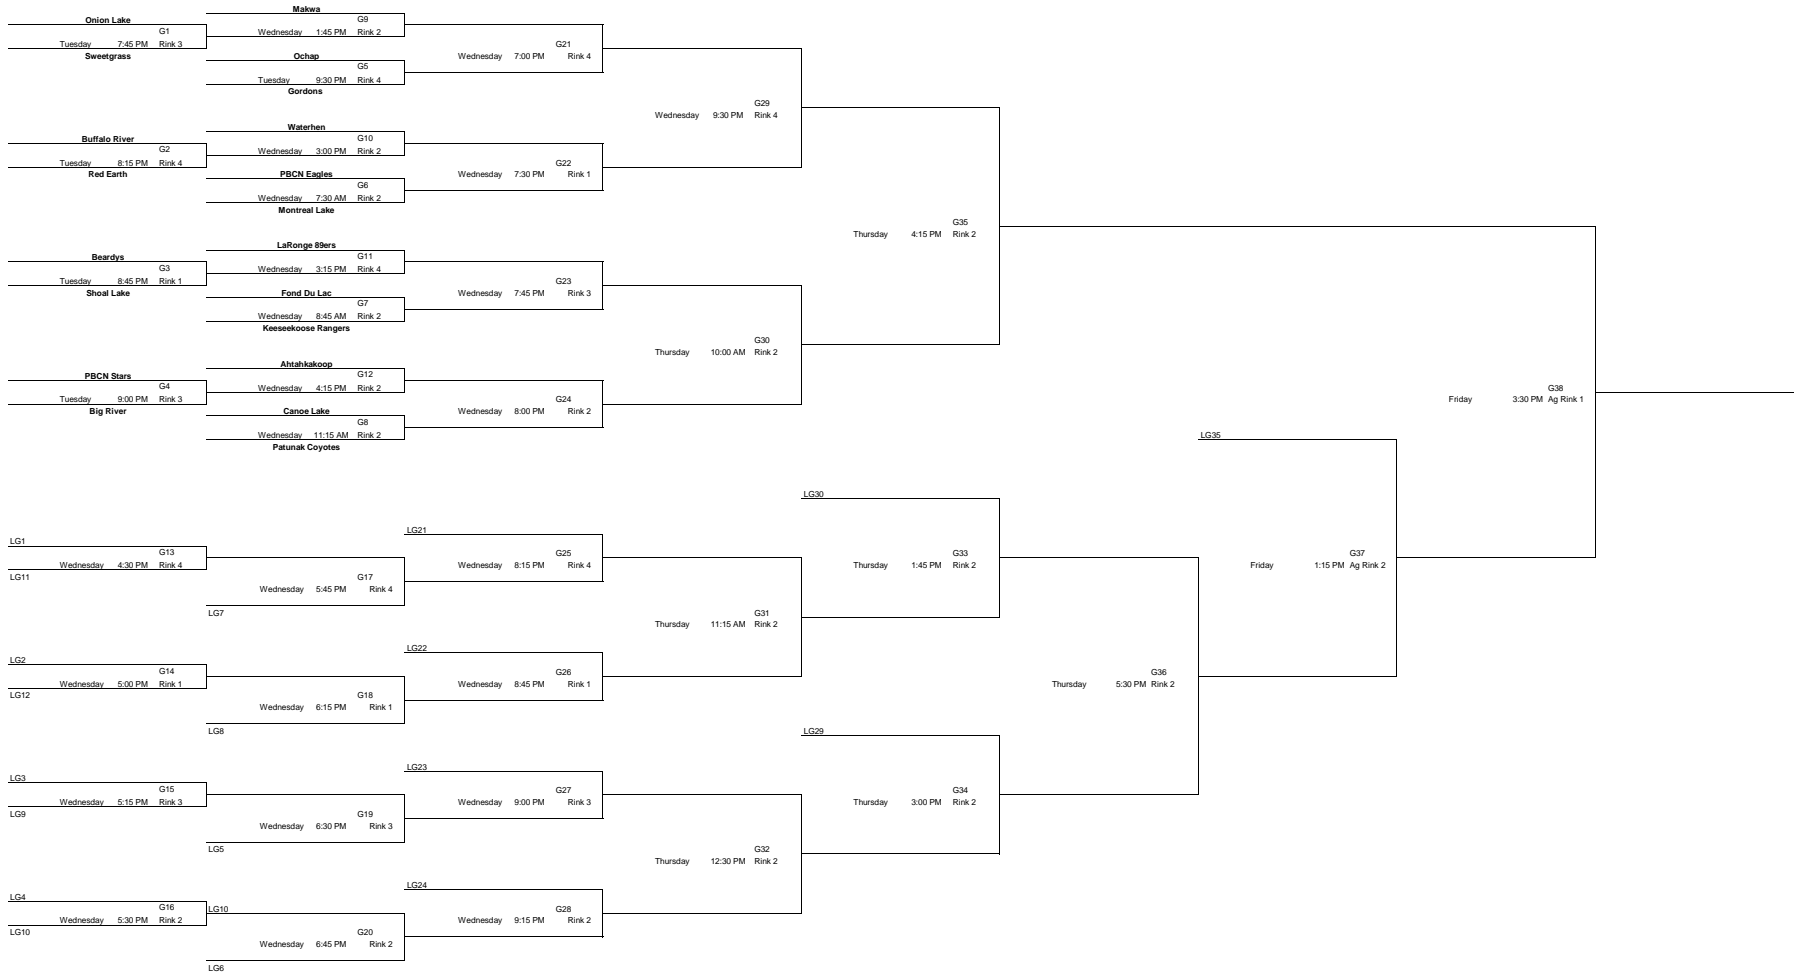 Makwa
Onion Lake G9
G1 Wednesday 1:45 PM Rink 2
Tuesday 7:45 PM Rink 3 G21
Sweetgrass Ochap Wednesday 7:00 PM Rink 4
G5
Tuesday 9:30 PM Rink 4
Gordons
G29
Wednesday 9:30 PM Rink 4
Waterhen
Buffalo River G10
G2 Wednesday 3:00 PM Rink 2
Tuesday 8:15 PM Rink 4 G22
Red Earth PBCN Eagles Wednesday 7:30 PM Rink 1
G6
Wednesday 7:30 AM Rink 2
Montreal Lake
G35
Thursday 4:15 PM Rink 2
LaRonge 89ers
Beardys G11
G3 Wednesday 3:15 PM Rink 4
Tuesday 8:45 PM Rink 1 G23
Shoal Lake Fond Du Lac Wednesday 7:45 PM Rink 3
G7
Wednesday 8:45 AM Rink 2
Keeseekoose Rangers
G30
Thursday 10:00 AM Rink 2
Ahtahkakoop
PBCN Stars G12
G4 Wednesday 4:15 PM Rink 2 G38
Tuesday 9:00 PM Rink 3 G24 Friday 3:30 PM Ag Rink 1
Big River Canoe Lake Wednesday 8:00 PM Rink 2
G8
Wednesday 11:15 AM Rink 2 LG35
Patunak Coyotes
LG30
LG21
LG1
G13 G25 G33 G37
Wednesday 4:30 PM Rink 4 Wednesday 8:15 PM Rink 4 Thursday 1:45 PM Rink 2 Friday 1:15 PM Ag Rink 2
LG11 G17
Wednesday 5:45 PM Rink 4
LG7 G31
Thursday 11:15 AM Rink 2
LG22
LG2
G14 G26 G36
Wednesday 5:00 PM Rink 1 Wednesday 8:45 PM Rink 1 Thursday 5:30 PM Rink 2
LG12 G18
Wednesday 6:15 PM Rink 1
LG8 LG29
LG23
LG3
G15 G27 G34
Wednesday 5:15 PM Rink 3 Wednesday 9:00 PM Rink 3 Thursday 3:00 PM Rink 2
LG9 G19
Wednesday 6:30 PM Rink 3
LG5 G32
Thursday 12:30 PM Rink 2
LG24
LG4
G16 LG10 G28
Wednesday 5:30 PM Rink 2 Wednesday 9:15 PM Rink 2
LG10 G20
Wednesday 6:45 PM Rink 2
LG6